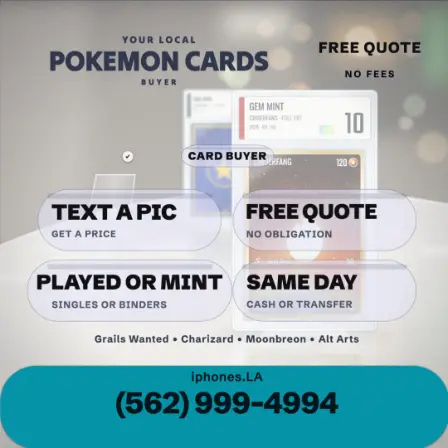 YOUR LOCAL
POKEMON CARDS
BUYER
FREE QUOTE
NO FEES
GEM MINT
10
120
CARD BUYER
TEXT A PIC
GET A PRICE
FREE QUOTE
NO OBLIGATION
PLAYED OR MINT
SINGLES OR BINDERS
SAME DAY
CASH OR TRANSFER
Grails Wanted • Charizard • Moonbreon • Alt Arts
iphones.LA
(562) 999-4994